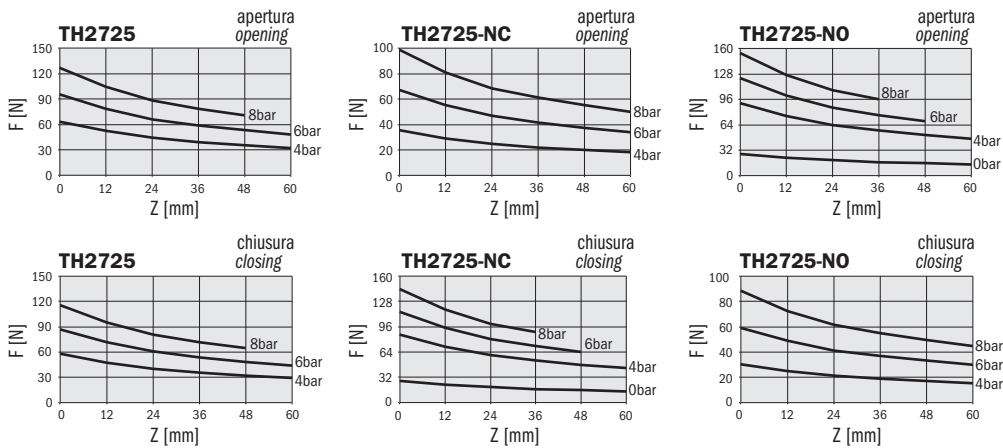 TH2725
apertura
opening
F [N]
150
120
90
60
30
0
8bar
6bar
4bar
0 12 24 36 48 60
Z [mm]
TH2725-NC
apertura
opening
F [N]
100
80
60
40
20
0
8bar
6bar
4bar
0 12 24 36 48 60
Z [mm]
TH2725-NO
apertura
opening
F [N]
160
128
96
64
32
0
8bar
6bar
4bar
0bar
0 12 24 36 48 60
Z [mm]
TH2725
chiusura
closing
F [N]
150
120
90
60
30
0
8bar
6bar
4bar
0 12 24 36 48 60
Z [mm]
TH2725-NC
chiusura
closing
F [N]
160
128
96
64
32
0
8bar
6bar
4bar
0bar
0 12 24 36 48 60
Z [mm]
TH2725-NO
chiusura
closing
F [N]
100
80
60
40
20
0
8bar
6bar
4bar
0 12 24 36 48 60
Z [mm]